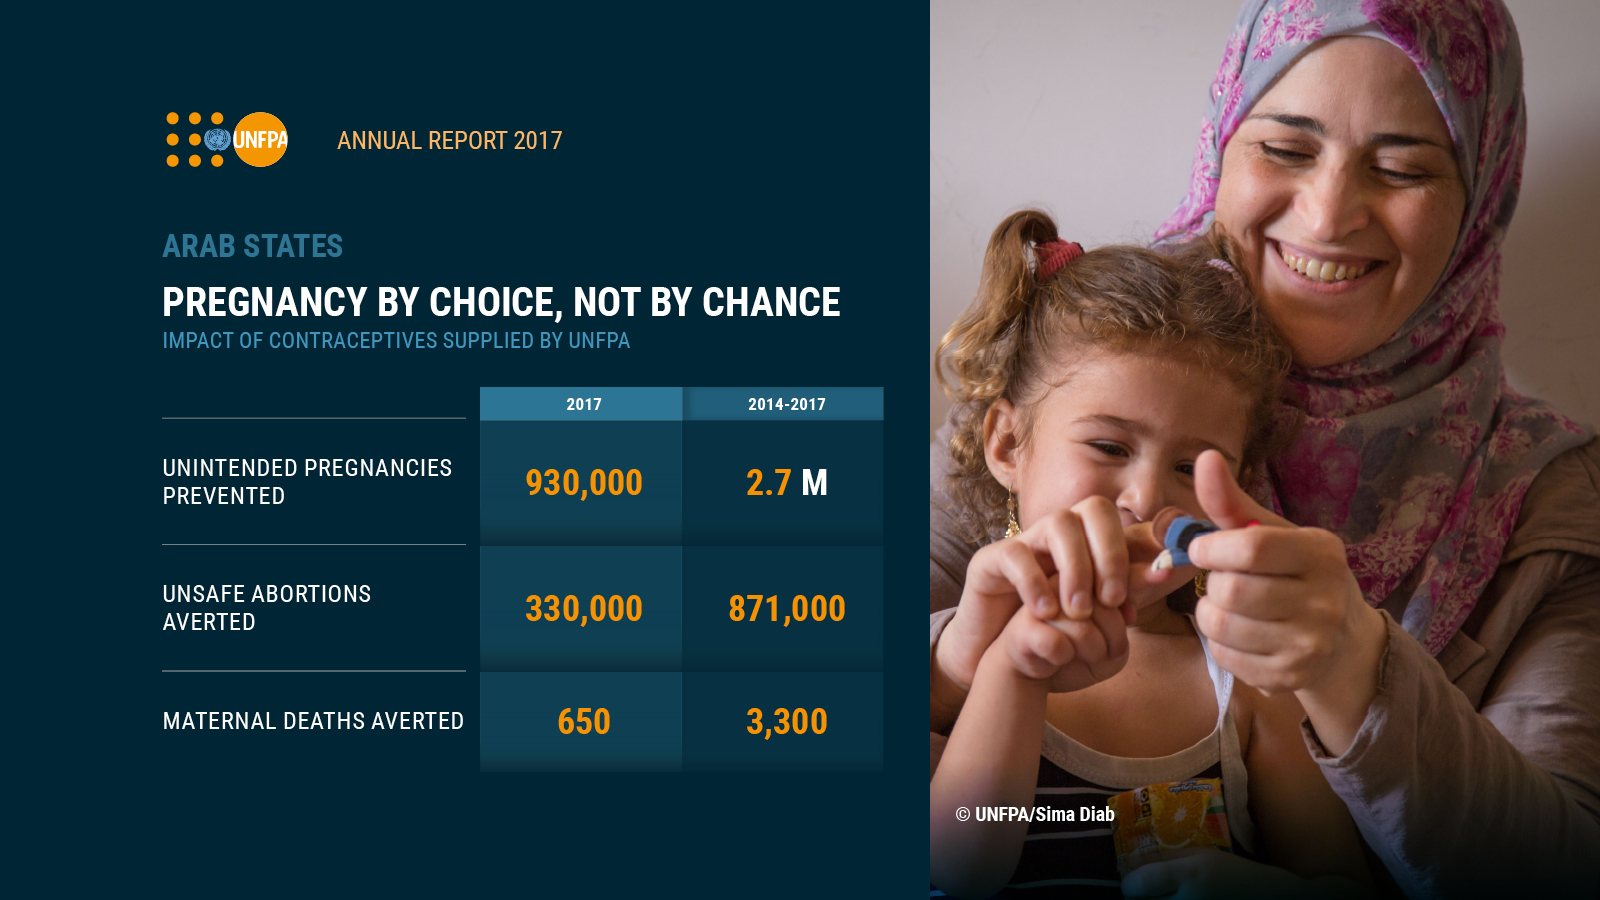 UNFPA
ANNUAL REPORT 2017
ARAB STATES
PREGNANCY BY CHOICE, NOT BY CHANCE
IMPACT OF CONTRACEPTIVES SUPPLIED BY UNFPA
2017 2014-2017
UNINTENDED PREGNANCIES
PREVENTED
930,000 2.7 M
UNSAFE ABORTIONS
AVERTED
330,000 871,000
MATERNAL DEATHS AVERTED 650 3,300
© UNFPA/Sima Diab